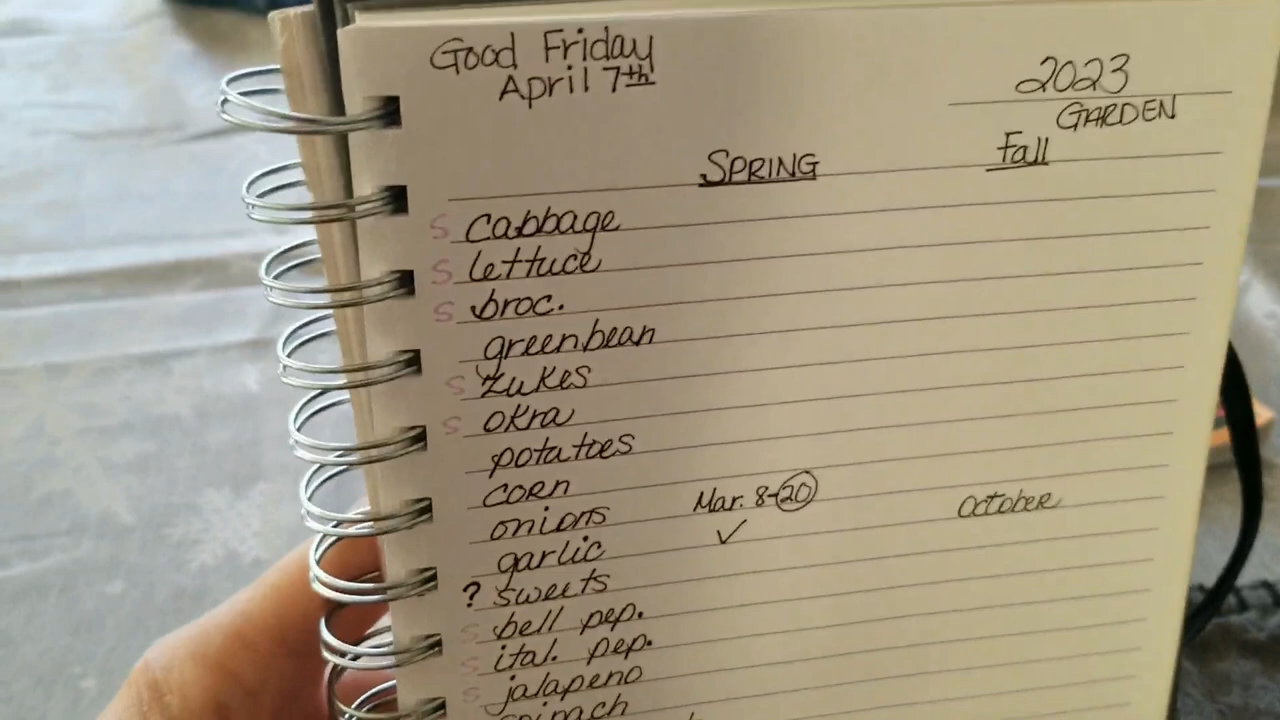 Good Friday
April 7th
2023
GARDEN
SPRING
Fall
S cabbage
S lettuce
S broc.
greenbean
S zukes
S okra
potatoes
corn
onions Mar. 8-20 October
garlic ✓
? sweets
S bell pep.
S ital. pep.
S jalapeno
spinach